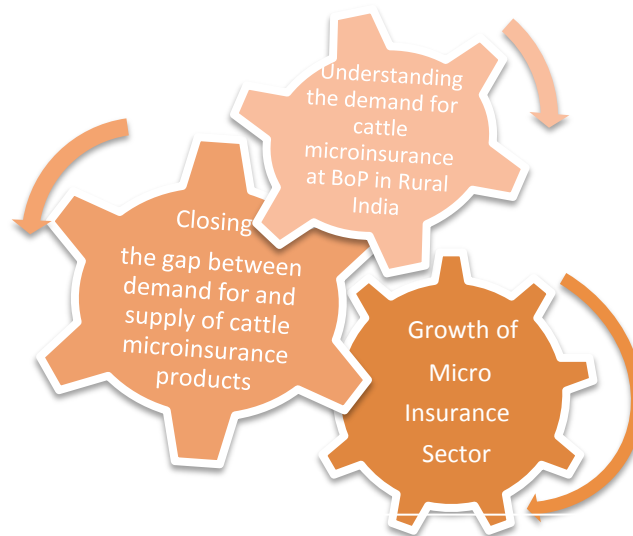 Understanding
the demand for
cattle
microinsurance
at BoP in Rural
India
Closing
the gap between
demand for and
supply of cattle
microinsurance
products
Growth of
Micro
Insurance
Sector